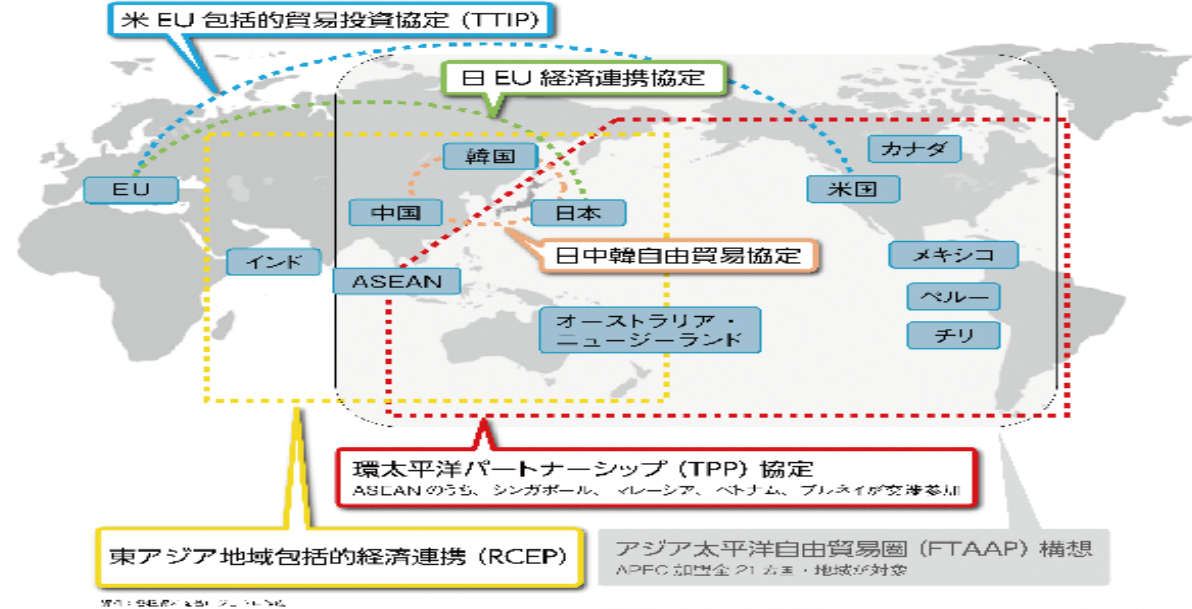 米 EU 包括的貿易投資協定 (TTIP)
日 EU 経済連携協定
韓国
カナダ
EU
米国
中国
日本
インド
日中韓自由貿易協定
メキシコ
ASEAN
ペルー
オーストラリア・
ニュージーランド
チリ
環太平洋パートナーシップ (TPP) 協定
ASEAN のうち、シンガポール、マレーシア、ベトナム、ブルネイが交渉参加
東アジア地域包括的経済連携 (RCEP)
アジア太平洋自由貿易圏 (FTAAP) 構想
APEC 加盟全 21 カ国・地域が対象